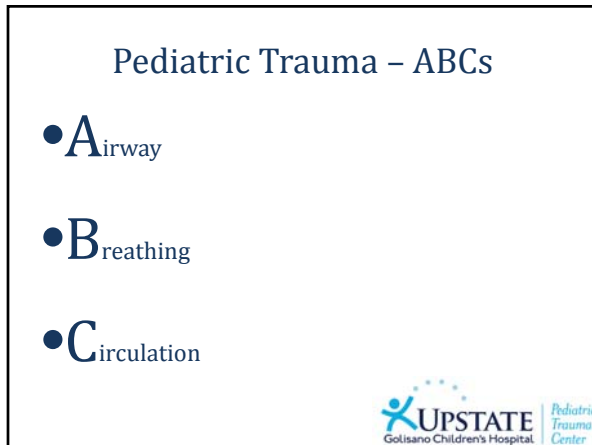 Pediatric Trauma – ABCs
•Airway
•Breathing
•Circulation
UPSTATE
Golisano Children's Hospital
Pediatric
Trauma
Center